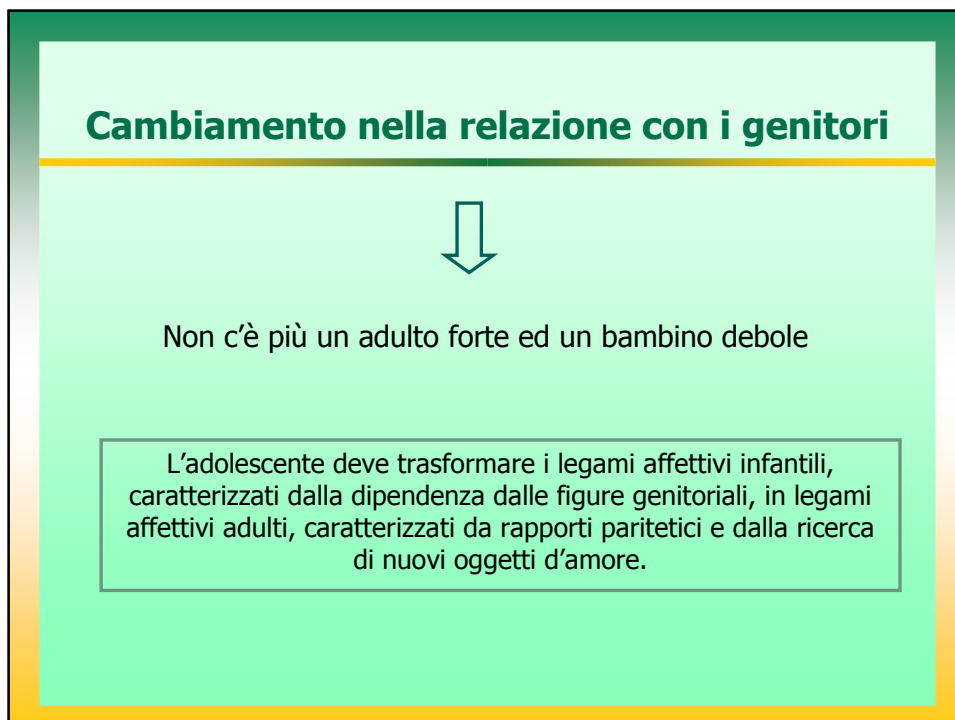 Cambiamento nella relazione con i genitori
Non c’è più un adulto forte ed un bambino debole
L’adolescente deve trasformare i legami affettivi infantili,
caratterizzati dalla dipendenza dalle figure genitoriali, in legami
affettivi adulti, caratterizzati da rapporti paritetici e dalla ricerca
di nuovi oggetti d’amore.